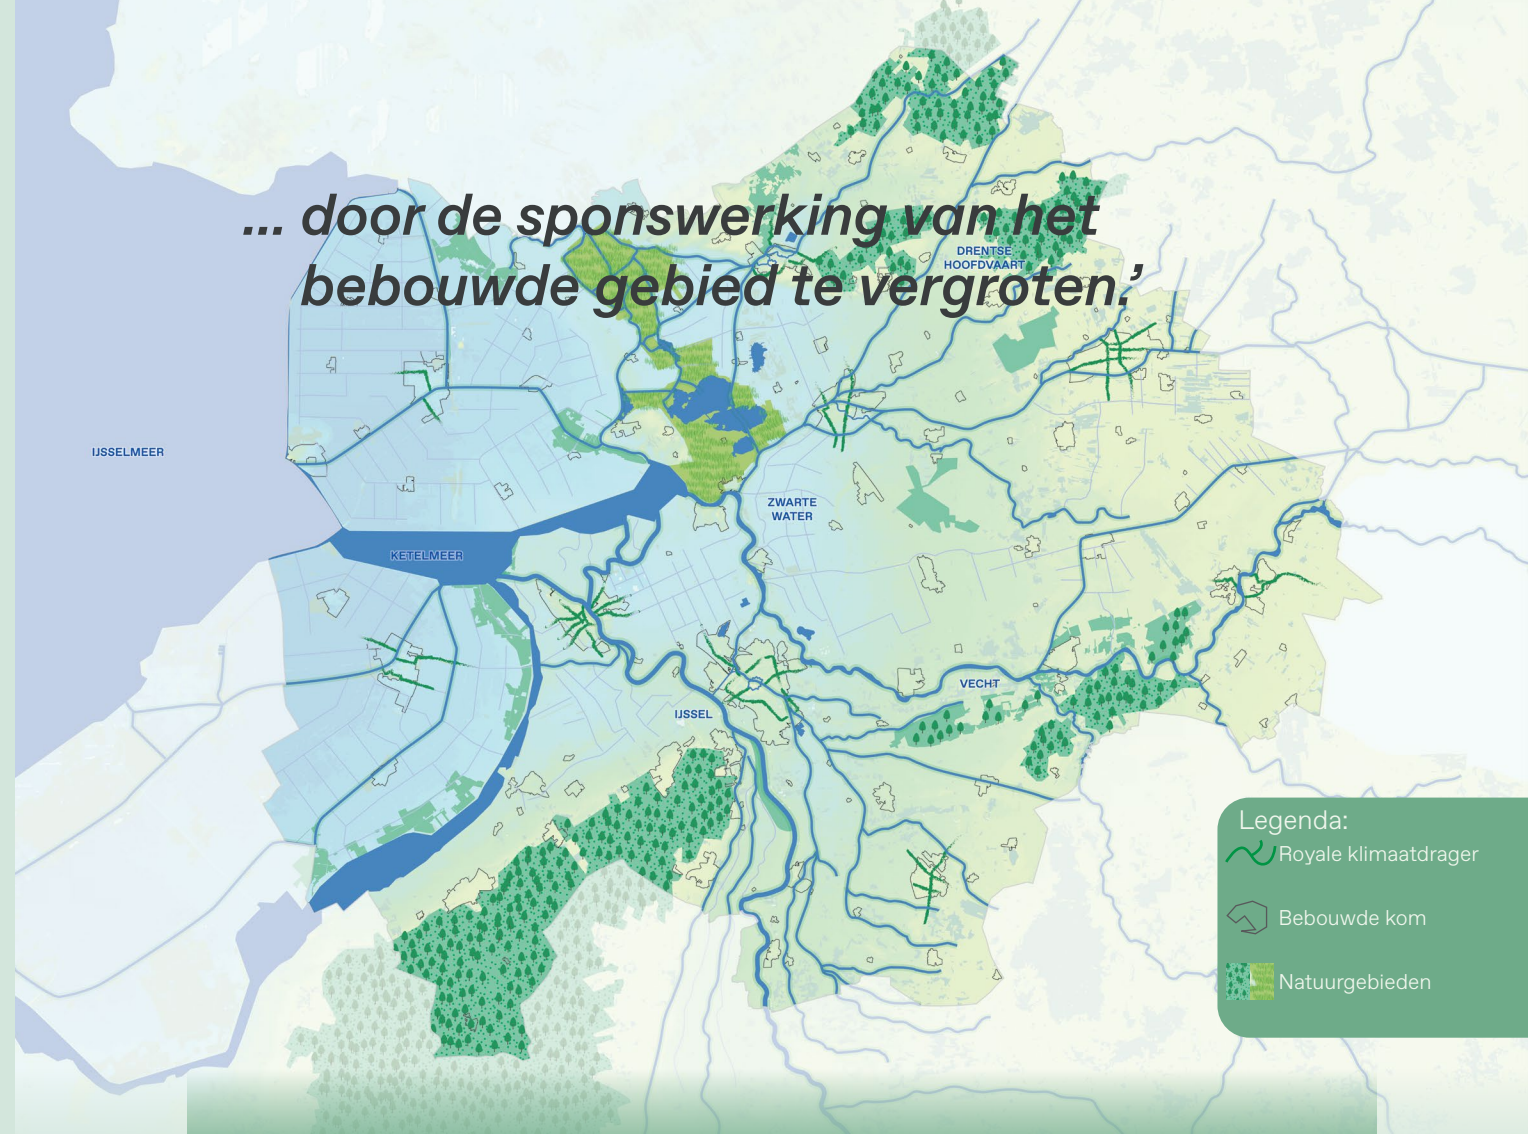 ... door de sponswerking van het
bebouwde gebied te vergroten.’
DRENTSE
HOOFDVAART
IJSSELMEER
ZWARTE
WATER
KETELMEER
VECHT
IJSSEL
Legenda:
Royale klimaatdrager
Bebouwde kom
Natuurgebieden